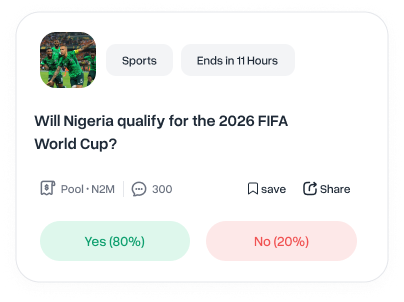 Sports
Ends in 11 Hours
Will Nigeria qualify for the 2026 FIFA
World Cup?
Pool • N2M
300
save
Share
Yes (80%)
No (20%)